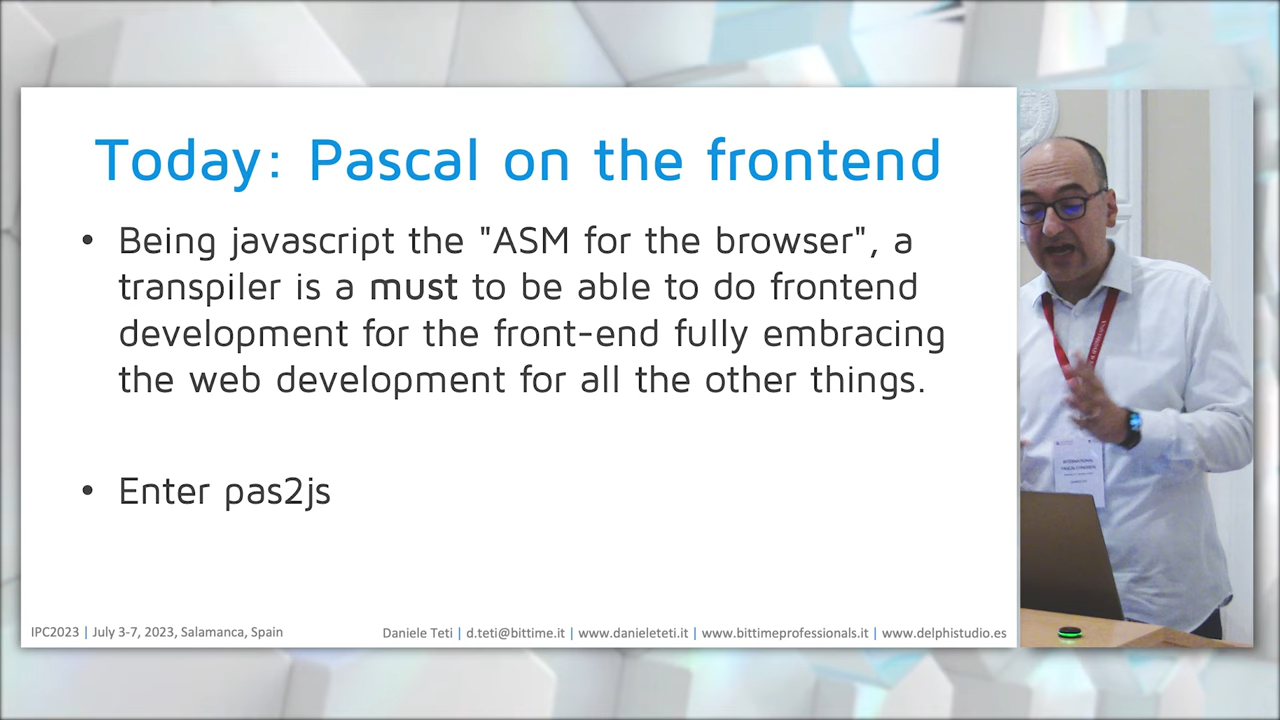 Today: Pascal on the frontend
• Being javascript the "ASM for the browser", a
transpiler is a must to be able to do frontend
development for the front-end fully embracing
the web development for all the other things.
• Enter pas2js
IPC2023 | July 3-7, 2023, Salamanca, Spain
Daniele Teti | d.teti@bittime.it | www.danieleteti.it | www.bittimeprofessionals.it | www.delphistudio.es
INTERNATIONAL
PASCAL CONGRESS